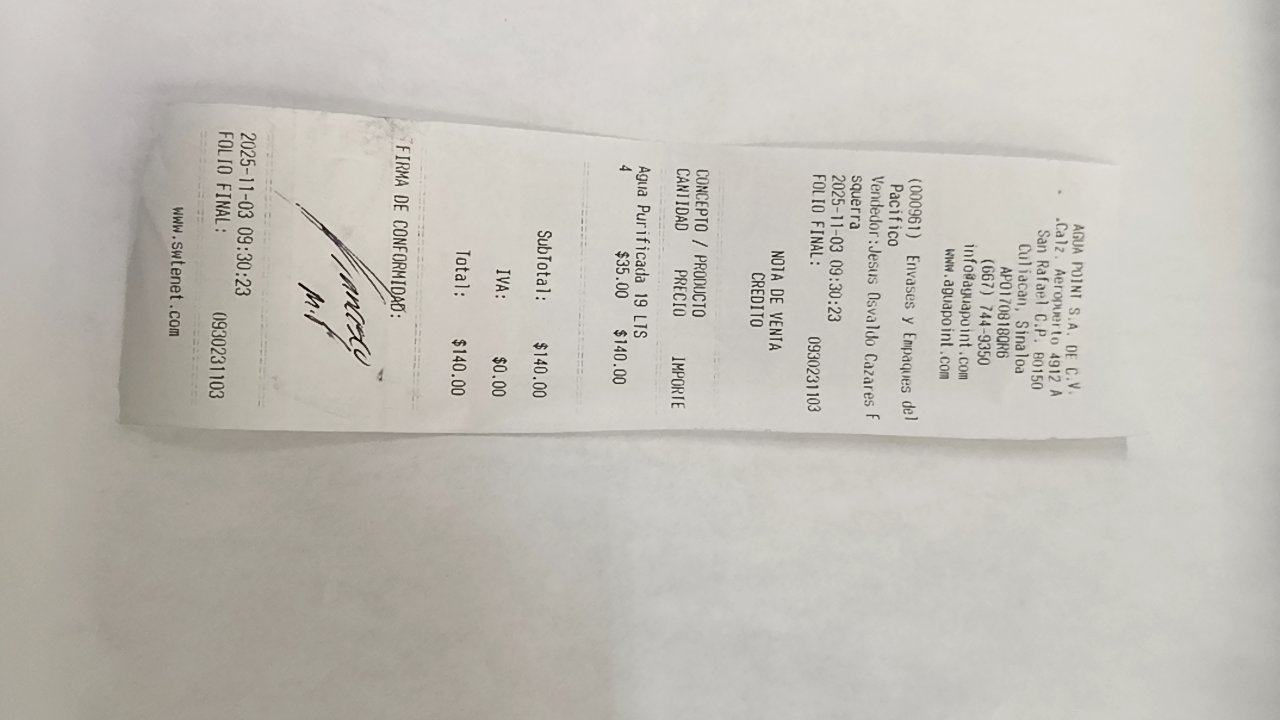 AGUA POINT S.A. DE C.V.
.Calz. Aeropuerto 4912 A
San Rafael C.P. 80150
Culiacan, Sinaloa
APO170818QR6
(667) 744-9350
info@aguapoint.com
www.aguapoint.com
(000961) Envases y Empaques del
Pacifico
Vendedor:Jesus Osvaldo Cazares F
squerra
2025-11-03 09:30:23
FOLIO FINAL: 0930231103
NOTA DE VENTA
CREDITO
CONCEPTO / PRODUCTO
CANTIDAD PRECIO IMPORTE
Agua Purificada 19 LTS
4 $35.00 $140.00
SubTotal: $140.00
IVA: $0.00
Total: $140.00
FIRMA DE CONFORMIDAD:
2025-11-03 09:30:23
FOLIO FINAL: 0930231103
www.swtenet.com